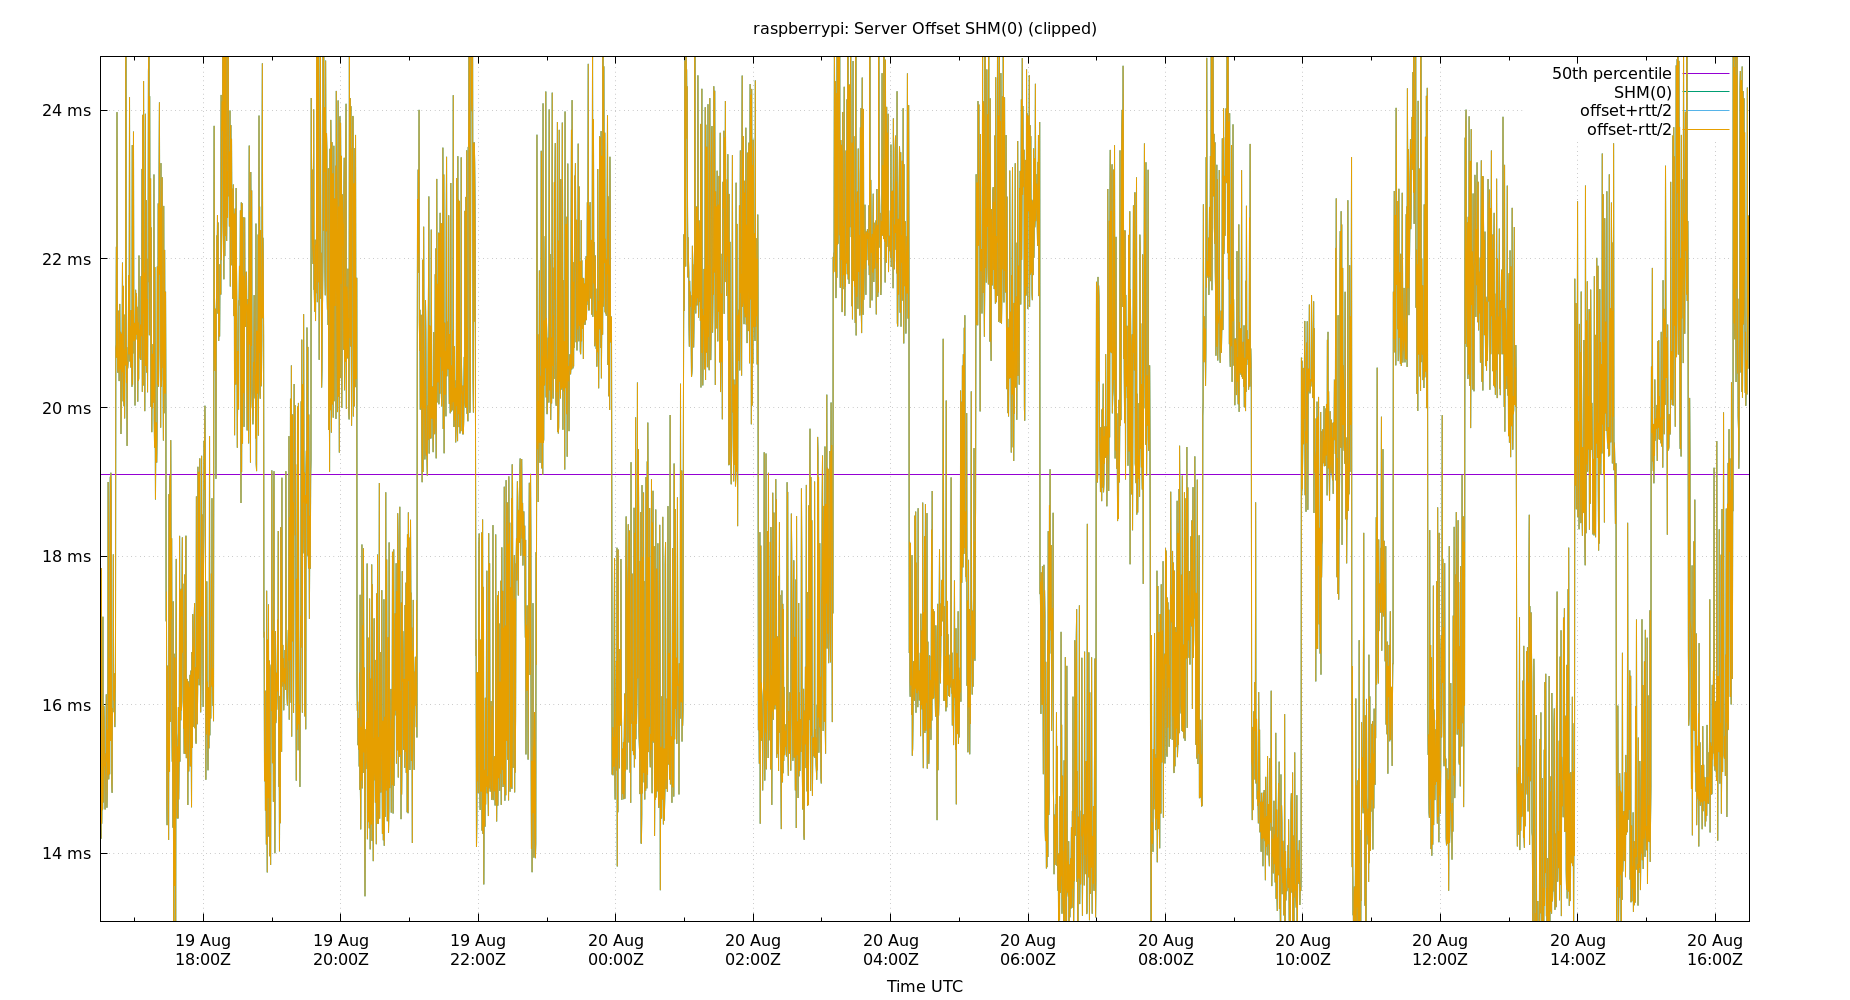 raspberrypi: Server Offset SHM(0) (clipped)
50th percentile
SHM(0)
offset+rtt/2
offset-rtt/2
24 ms
22 ms
20 ms
18 ms
16 ms
14 ms
19 Aug 19 Aug 19 Aug 20 Aug 20 Aug 20 Aug 20 Aug 20 Aug 20 Aug 20 Aug 20 Aug 20 Aug
18:00Z 20:00Z 22:00Z 00:00Z 02:00Z 04:00Z 06:00Z 08:00Z 10:00Z 12:00Z 14:00Z 16:00Z
Time UTC